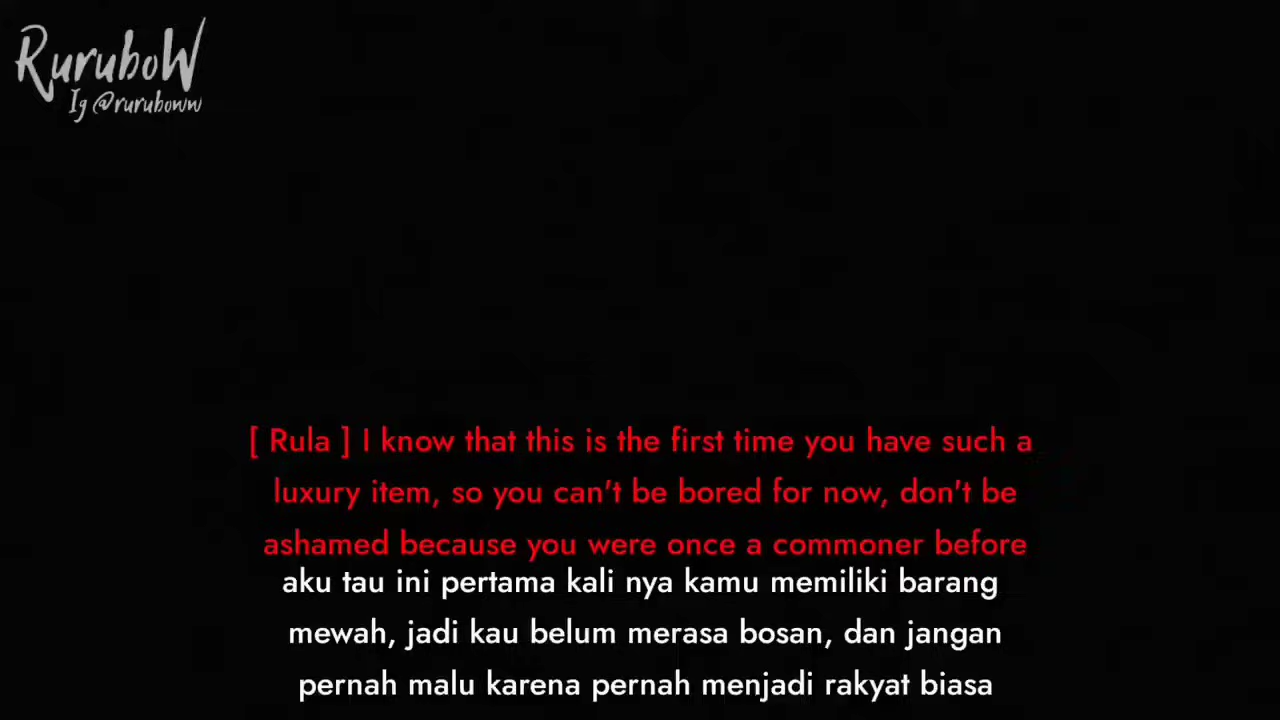 RuruboW
Ig @ruruboww
[ Rula ] I know that this is the first time you have such a
luxury item, so you can't be bored for now, don't be
ashamed because you were once a commoner before
aku tau ini pertama kali nya kamu memiliki barang
mewah, jadi kau belum merasa bosan, dan jangan
pernah malu karena pernah menjadi rakyat biasa